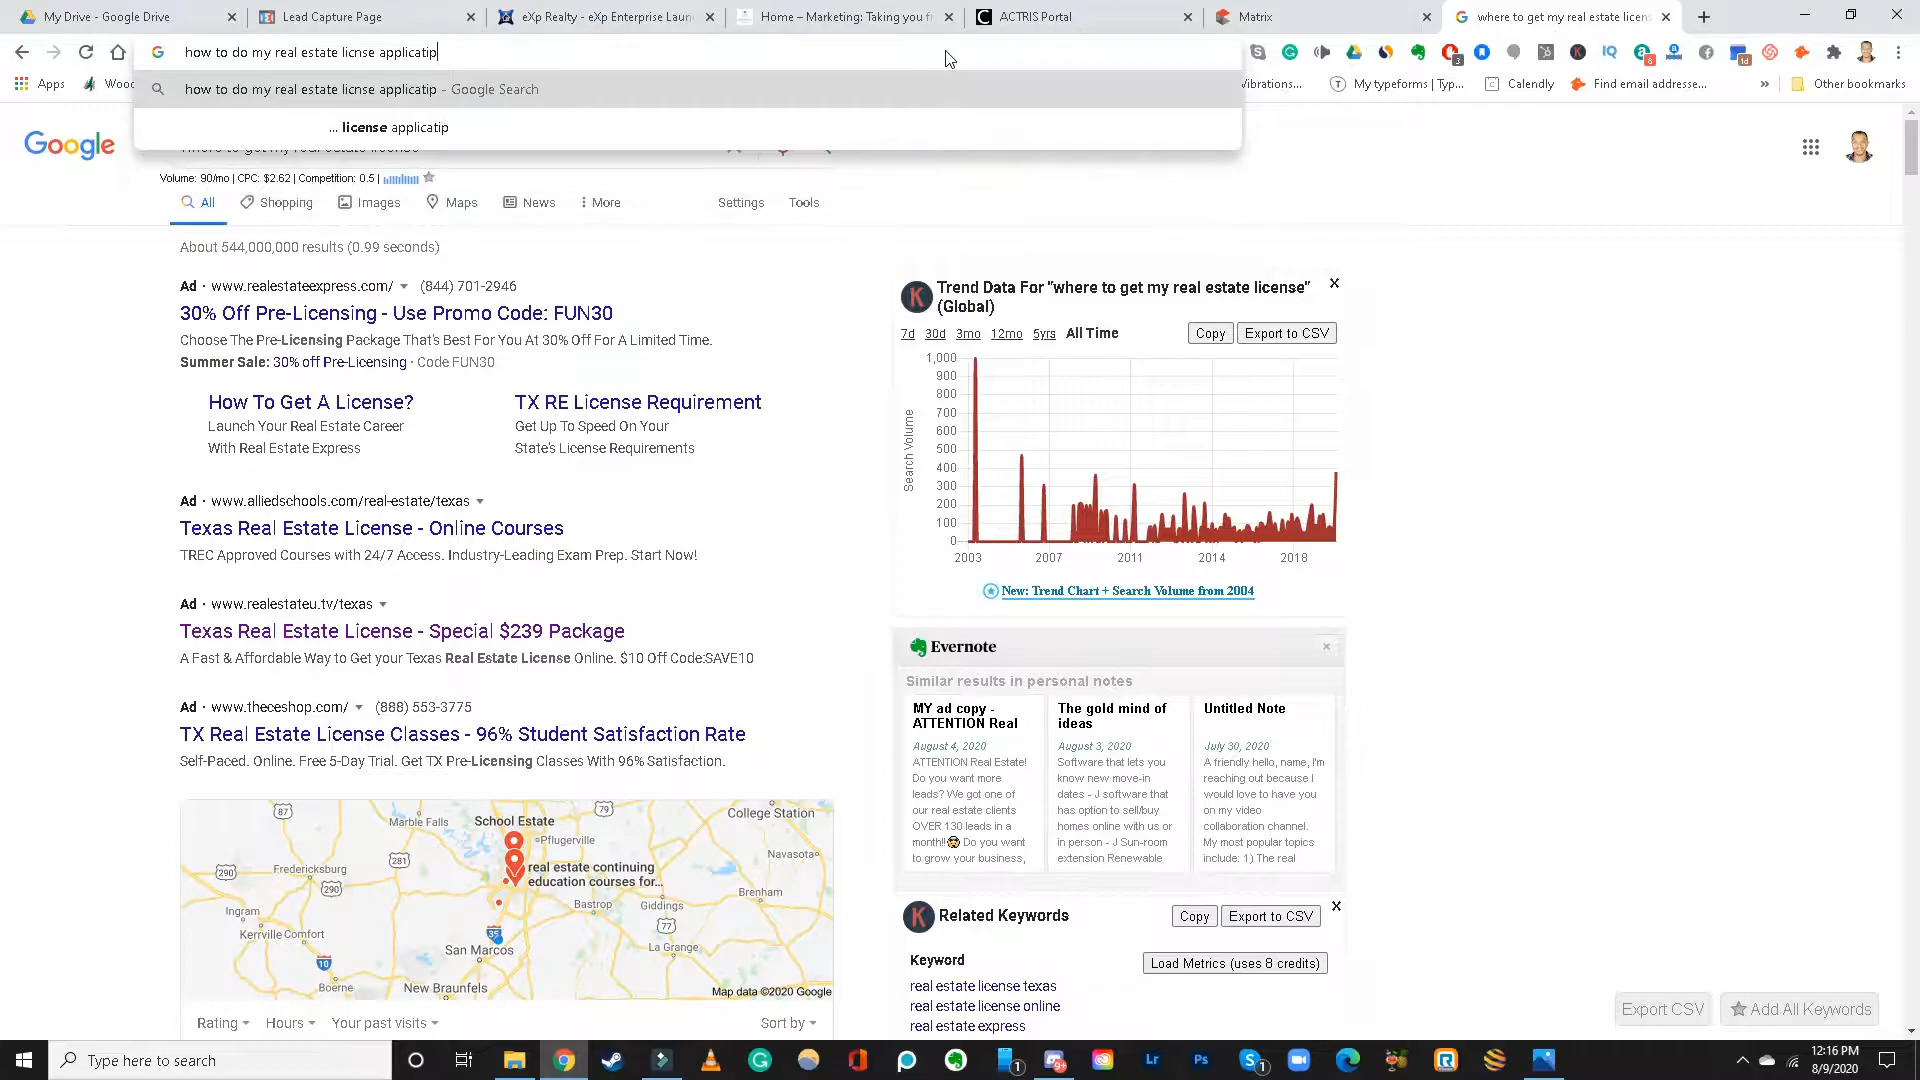 My Drive - Google Drive
Lead Capture Page
eXp Realty - eXp Enterprise Laun
Home – Marketing: Taking you f
ACTRIS Portal
Matrix
where to get my real estate licens
how to do my real estate licnse applicatip
3
8
1d
how to do my real estate licnse applicatip - Google Search
... license applicatip
Apps
Wooc
Vibrations...
My typeforms | Typ...
Calendly
Find email addresse...
Other bookmarks
Google
Volume: 90/mo | CPC: $2.62 | Competition: 0.5 |
All
Shopping
Images
Maps
News
More
Settings
Tools
About 544,000,000 results (0.99 seconds)
Ad · www.realestateexpress.com/ (844) 701-2946
30% Off Pre-Licensing - Use Promo Code: FUN30
Choose The Pre-Licensing Package That's Best For You At 30% Off For A Limited Time.
Summer Sale: 30% off Pre-Licensing · Code FUN30
How To Get A License?
Launch Your Real Estate Career
With Real Estate Express
TX RE License Requirement
Get Up To Speed On Your
State's License Requirements
Ad · www.alliedschools.com/real-estate/texas
Texas Real Estate License - Online Courses
TREC Approved Courses with 24/7 Access. Industry-Leading Exam Prep. Start Now!
Ad · www.realestateu.tv/texas
Texas Real Estate License - Special $239 Package
A Fast & Affordable Way to Get your Texas Real Estate License Online. $10 Off Code:SAVE10
Ad · www.theceshop.com/ (888) 553-3775
TX Real Estate License Classes - 96% Student Satisfaction Rate
Self-Paced. Online. Free 5-Day Trial. Get TX Pre-Licensing Classes With 96% Satisfaction.
87
79
Marble Falls
School Estate
College Station
Pflugerville
281
Navasota
290
Fredericksburg
290
real estate continuing
education courses for...
Brenham
Bastrop
Giddings
Ingram
77
Kerrville Comfort
35
La Grange
San Marcos
10
Boerne
New Braunfels
Map data ©2020 Google
Rating
Hours
Your past visits
Sort by
Trend Data For "where to get my real estate license"
(Global)
7d
30d
3mo
12mo
5yrs
All Time
Copy
Export to CSV
Search Volume
1,000
900
800
700
600
500
400
300
200
100
0
2003
2007
2011
2014
2018
New: Trend Chart + Search Volume from 2004
Evernote
Similar results in personal notes
MY ad copy -
ATTENTION Real
August 4, 2020
ATTENTION Real Estate!
Do you want more
leads? We got one of
our real estate clients
OVER 130 leads in a
month!! Do you want
to grow your business,
The gold mind of
ideas
August 3, 2020
Software that lets you
know new move-in
dates - J software that
has option to sell/buy
homes online with us or
in person - J Sun-room
extension Renewable
Untitled Note
July 30, 2020
A friendly hello, name, I'm
reaching out because I
would love to have you
on my video
collaboration channel.
My most popular topics
include: 1) The real
Related Keywords
Copy
Export to CSV
Keyword
Load Metrics (uses 8 credits)
real estate license texas
real estate license online
real estate express
Export CSV
Add All Keywords
Type here to search
12:16 PM
8/9/2020